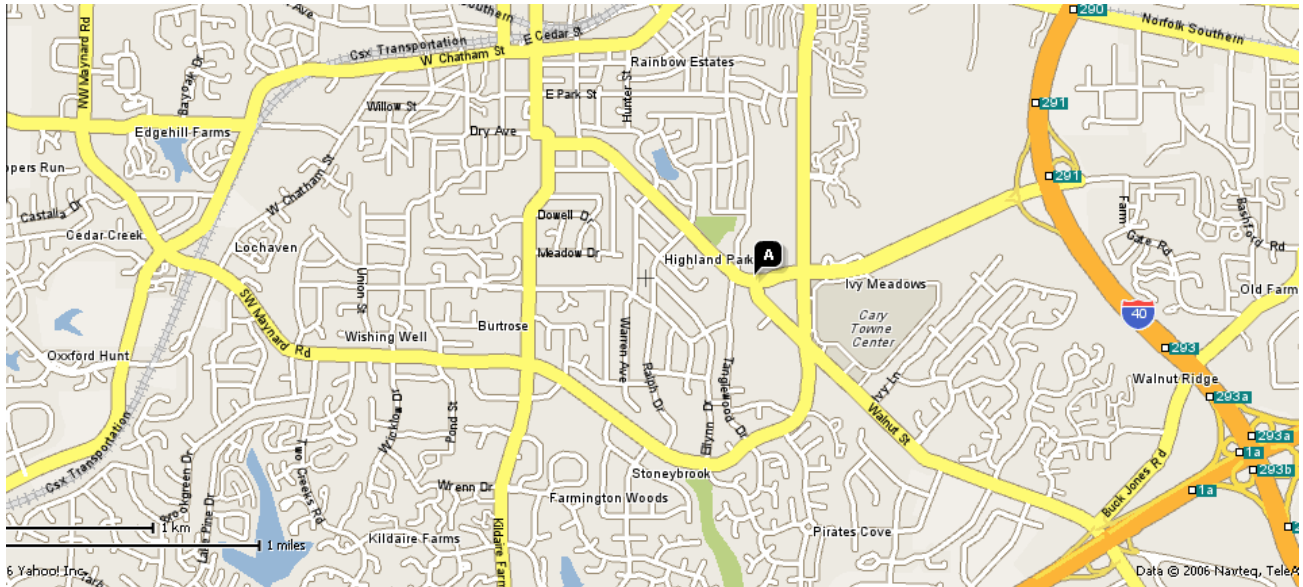 290
Norfolk Southern
Southern
E Cedar St
Csx Transportation
W Chatham St
NW Maynard Rd
Bayoak Dr
Ave
Rainbow Estates
Hunter St
E Park St
Willow St
291
Edgehill Farms
Dry Ave
ppers Run
291
W Chatham St
Castalia Dr
Farm
Gate Rd
Bashford Rd
Dowell Dr
Cedar Creek
Lochaven
Meadow Dr
Highland Park
A
Union St
Ivy Meadows
Old Farm
SW Maynard Rd
Cary
Towne
Center
40
Burtrose
Wishing Well
Warren Ave
293
Oxxford Hunt
Ralph Dr
Tanglewood Dr
Ivy Ln
Walnut Ridge
293a
Wicklow Dr
Pond St
Ellynn Dr
Walnut St
Csx Transportation
293a
1a
293b
Two Creeks Rd
Brookgreen Dr
Stoneybrook
Buck Jones Rd
Lake Pine Dr
Wrenn Dr
Farmington Woods
1a
1 km
Kildaire Farms
Kildaire Farm
Pirates Cove
1 miles
6 Yahoo! Inc
Data © 2006 Navteq, TeleA